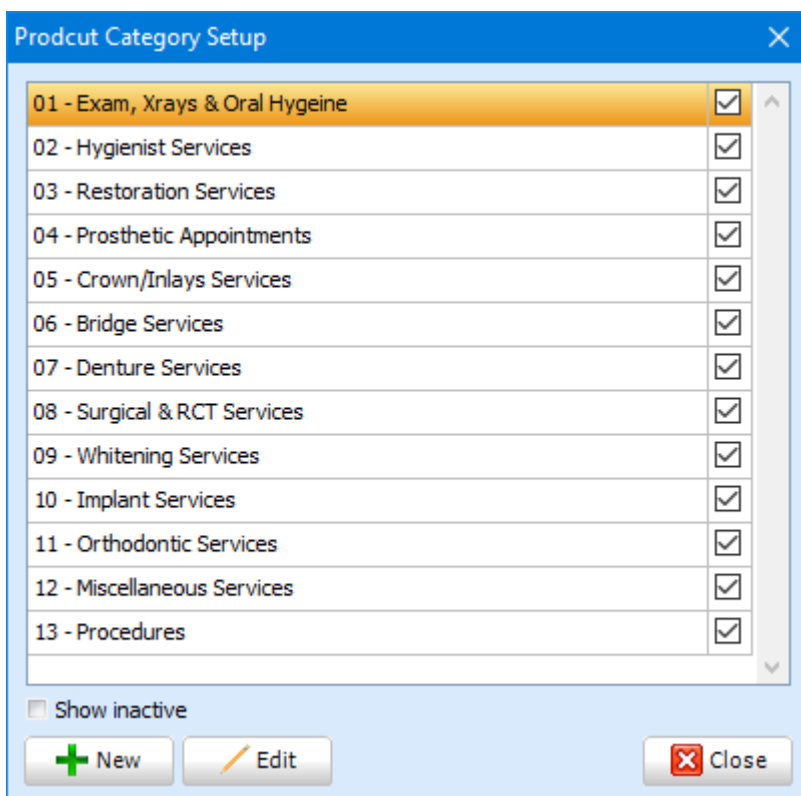 Prodcut Category Setup
01 - Exam, Xrays & Oral Hygeine
02 - Hygienist Services
03 - Restoration Services
04 - Prosthetic Appointments
05 - Crown/Inlays Services
06 - Bridge Services
07 - Denture Services
08 - Surgical & RCT Services
09 - Whitening Services
10 - Implant Services
11 - Orthodontic Services
12 - Miscellaneous Services
13 - Procedures
Show inactive
New Edit Close